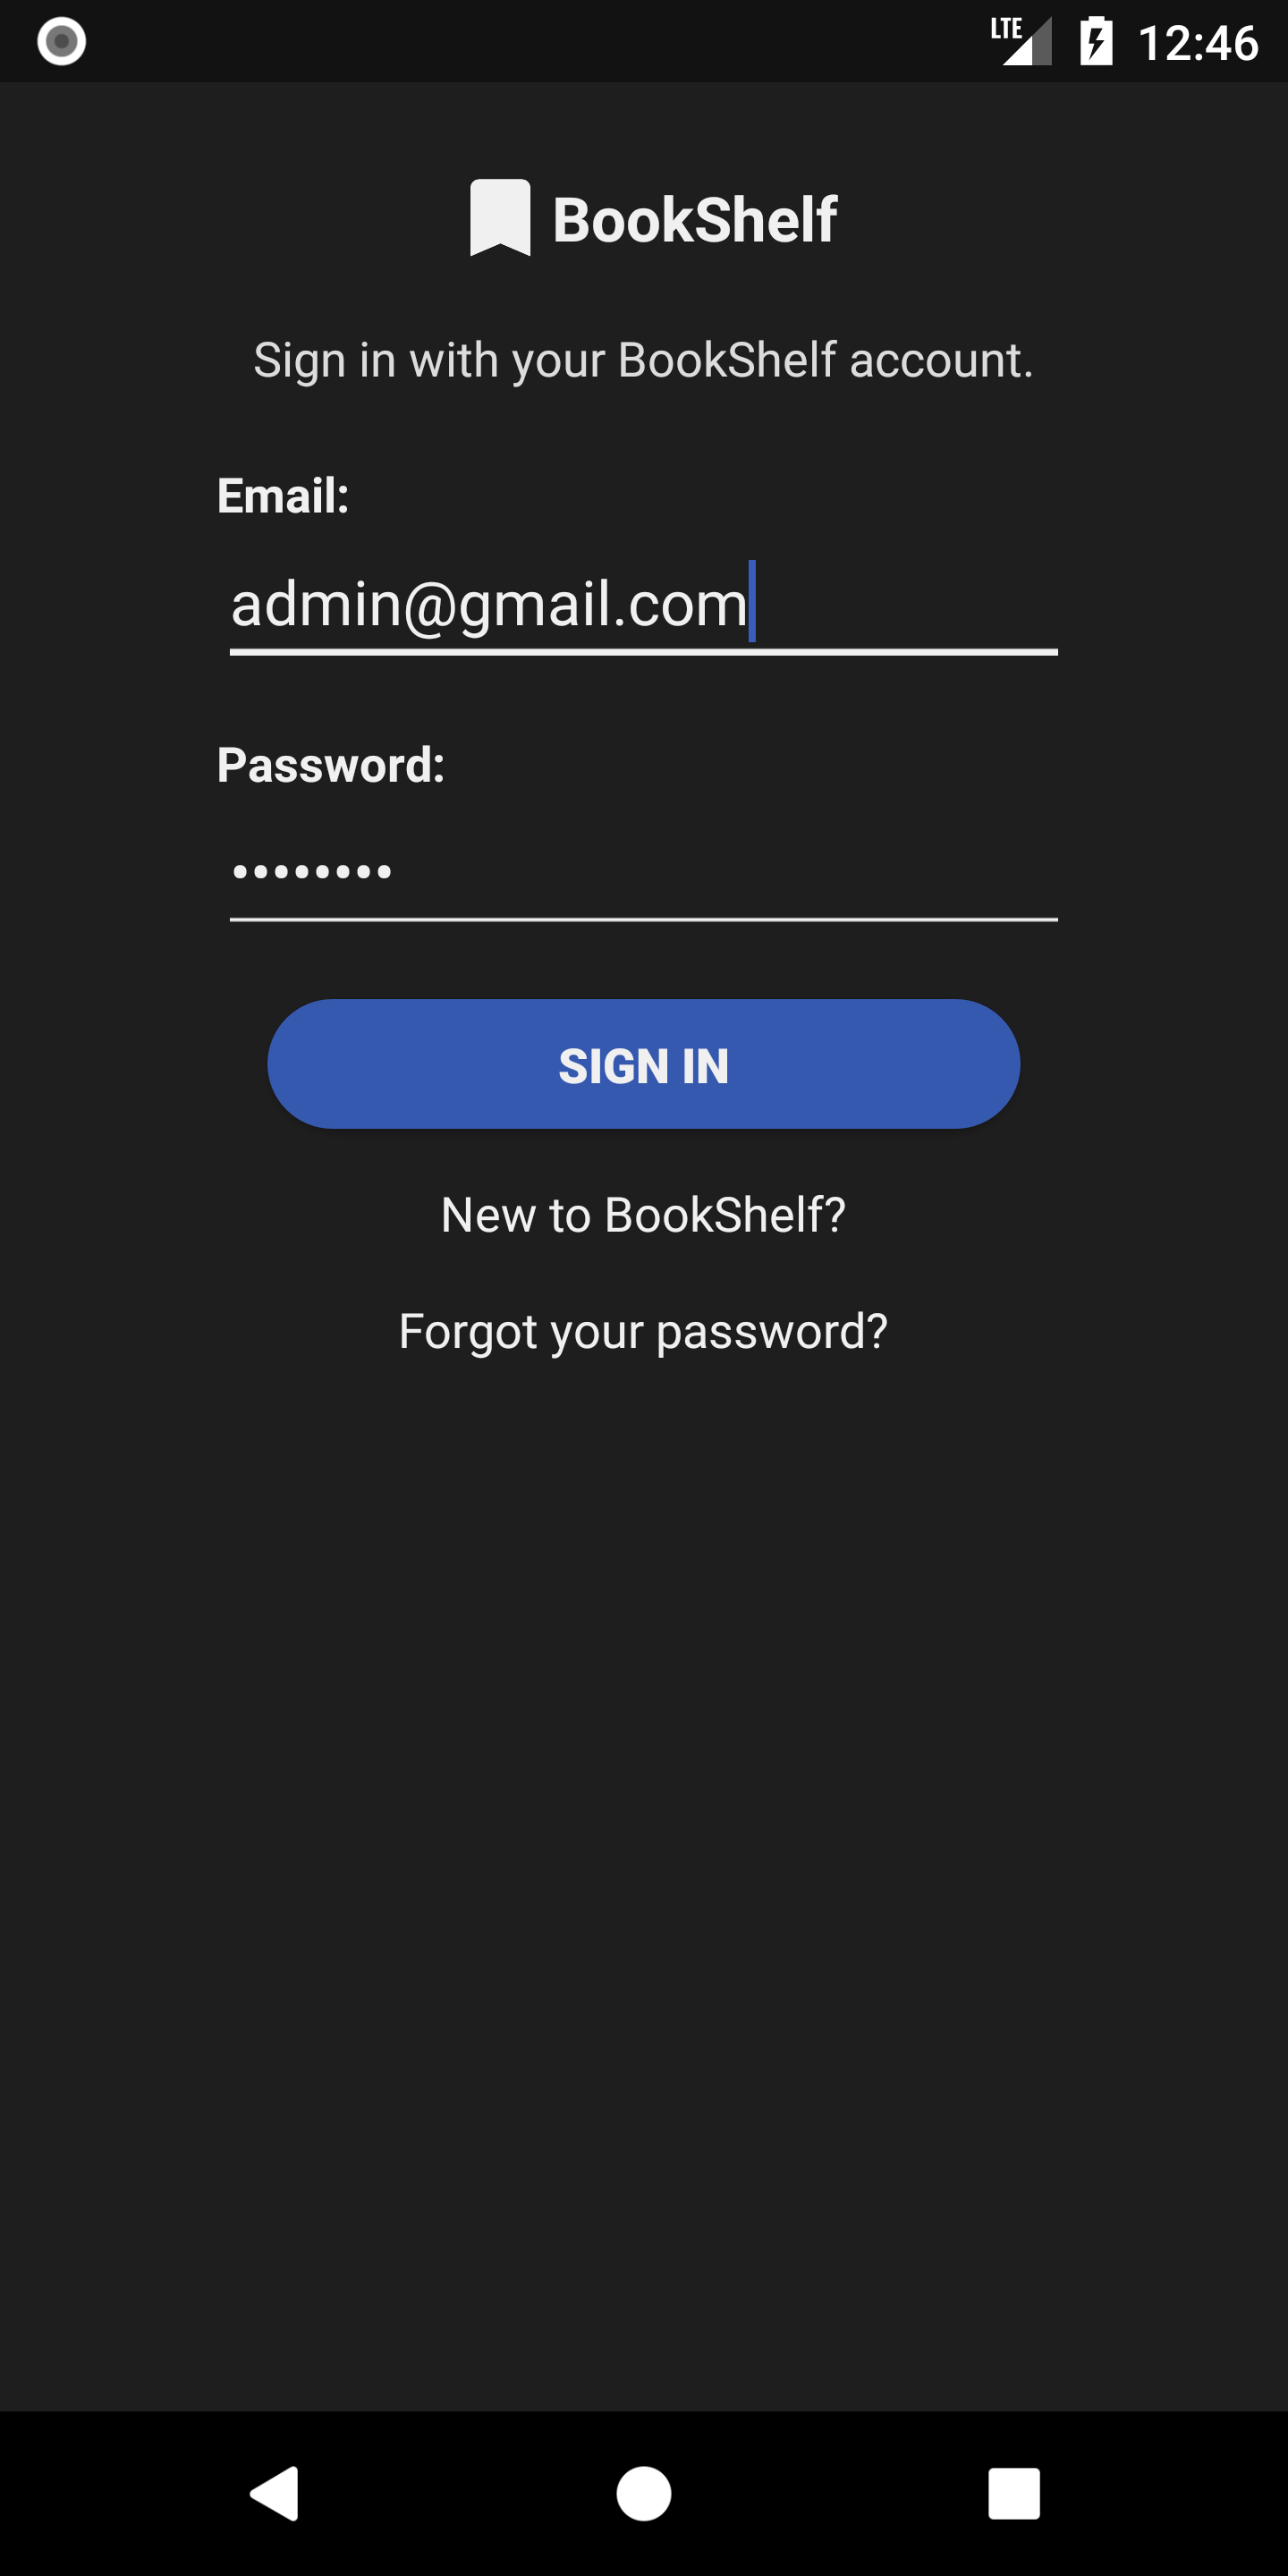 LTE 12:46
BookShelf
Sign in with your BookShelf account.
Email:
admin@gmail.com
Password:
••••••••
SIGN IN
New to BookShelf?
Forgot your password?